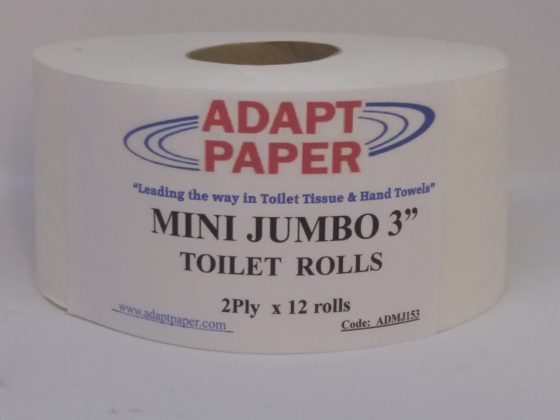 ADAPT
PAPER
"Leading the way in Toilet Tissue & Hand Towels"
MINI JUMBO 3”
TOILET ROLLS
2Ply x 12 rolls
www.adaptpaper.com
Code: ADMJ153